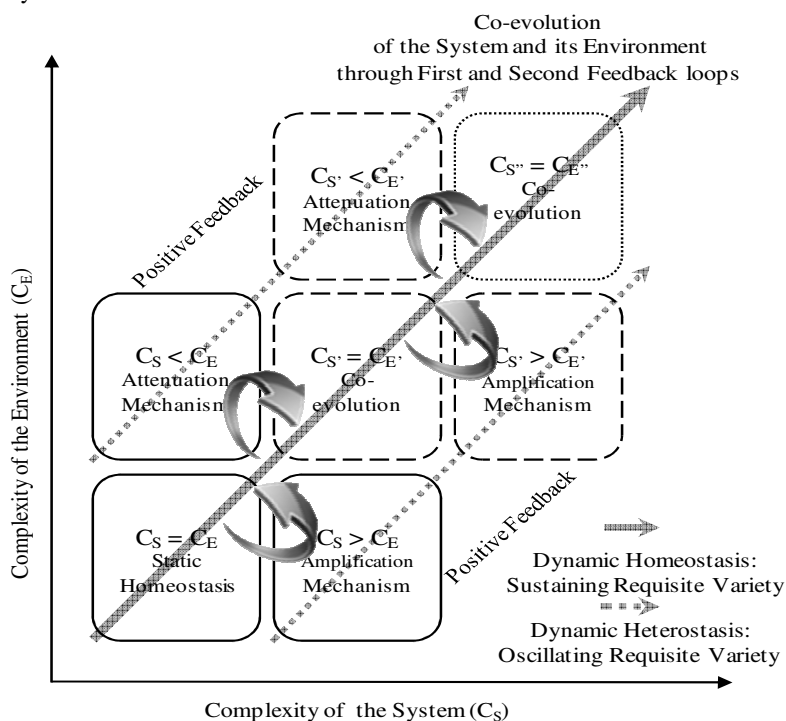 Co-evolution
of the System and its Environment
through First and Second Feedback loops
Complexity of the Environment (CE)
Positive Feedback
CS' < CE'
Attenuation
Mechanism
CS" = CE"
Co-
evolution
CS < CE
Attenuation
Mechanism
CS' = CE'
Co-
evolution
CS' > CE'
Amplification
Mechanism
CS = CE
Static
Homeostasis
CS > CE
Amplification
Mechanism
Positive Feedback
Dynamic Homeostasis:
Sustaining Requisite Variety
Dynamic Heterostasis:
Oscillating Requisite Variety
Complexity of the System (CS)